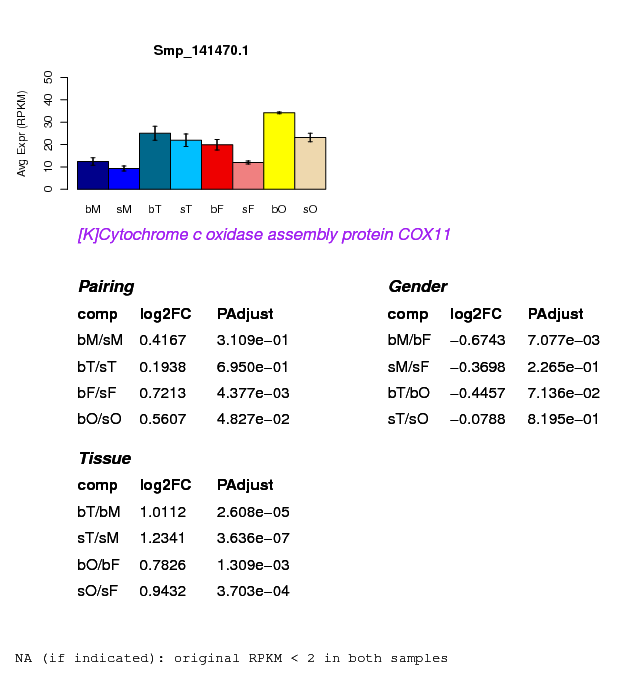 Smp_141470.1
Avg Expr (RPKM)
0 10 20 30 40 50
bM sM bT sT bF sF bO sO
[K]Cytochrome c oxidase assembly protein COX11
Pairing
comp log2FC PAdjust
bM/sM 0.4167 3.109e−01
bT/sT 0.1938 6.950e−01
bF/sF 0.7213 4.377e−03
bO/sO 0.5607 4.827e−02
Gender
comp log2FC PAdjust
bM/bF −0.6743 7.077e−03
sM/sF −0.3698 2.265e−01
bT/bO −0.4457 7.136e−02
sT/sO −0.0788 8.195e−01
Tissue
comp log2FC PAdjust
bT/bM 1.0112 2.608e−05
sT/sM 1.2341 3.636e−07
bO/bF 0.7826 1.309e−03
sO/sF 0.9432 3.703e−04
NA (if indicated): original RPKM < 2 in both samples